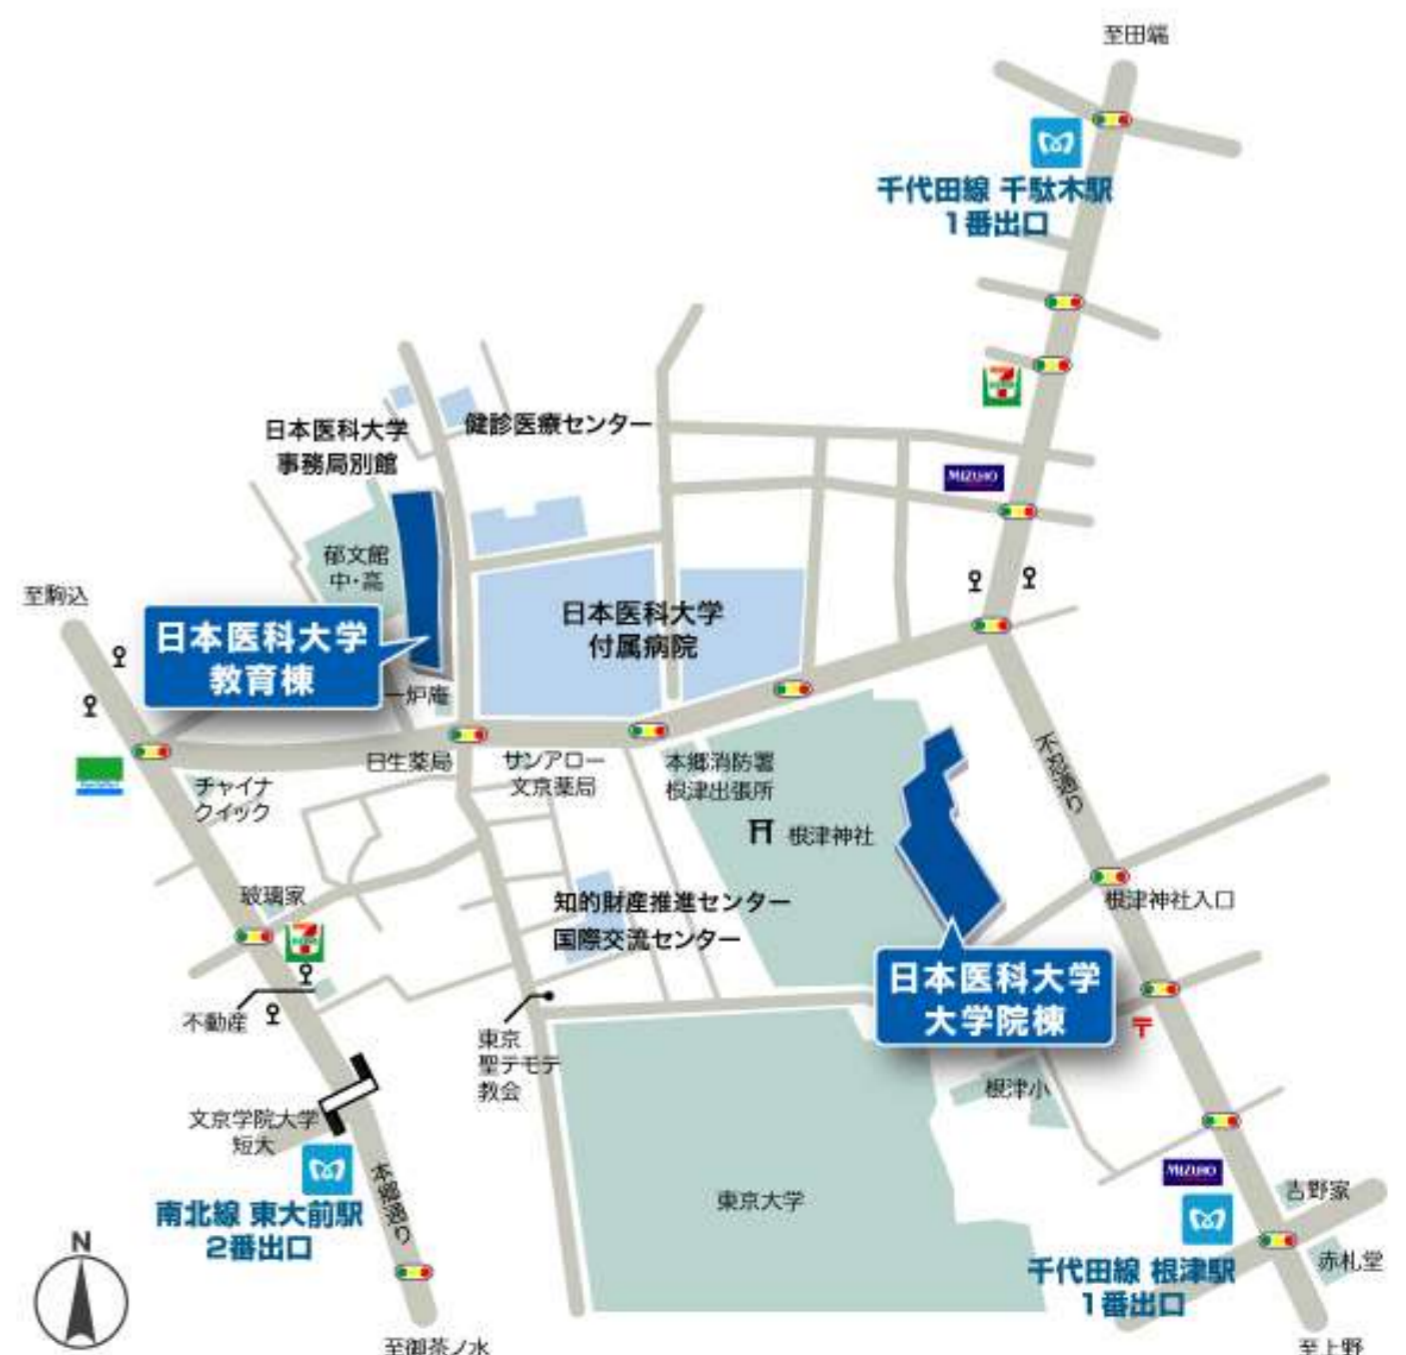 至田端
千代田線 千駄木駅
1番出口
日本医科大学
事務局別館
健診医療センター
MIZUHO
郁文館
中・高
至駒込
日本医科大学
付属病院
日本医科大学
教育棟
一炉庵
チャイナ
クイック
日生薬局
サンアロー
文京薬局
本郷消防署
根津出張所
不忍通り
根津神社
玻璃家
知的財産推進センター
国際交流センター
根津神社入口
日本医科大学
大学院棟
不動産
東京
聖テモテ
教会
根津小
文京学院大学
短大
本郷通り
南北線 東大前駅
2番出口
東京大学
MIZUHO
吉野家
赤札堂
千代田線 根津駅
1番出口
N
至御茶ノ水
至上野